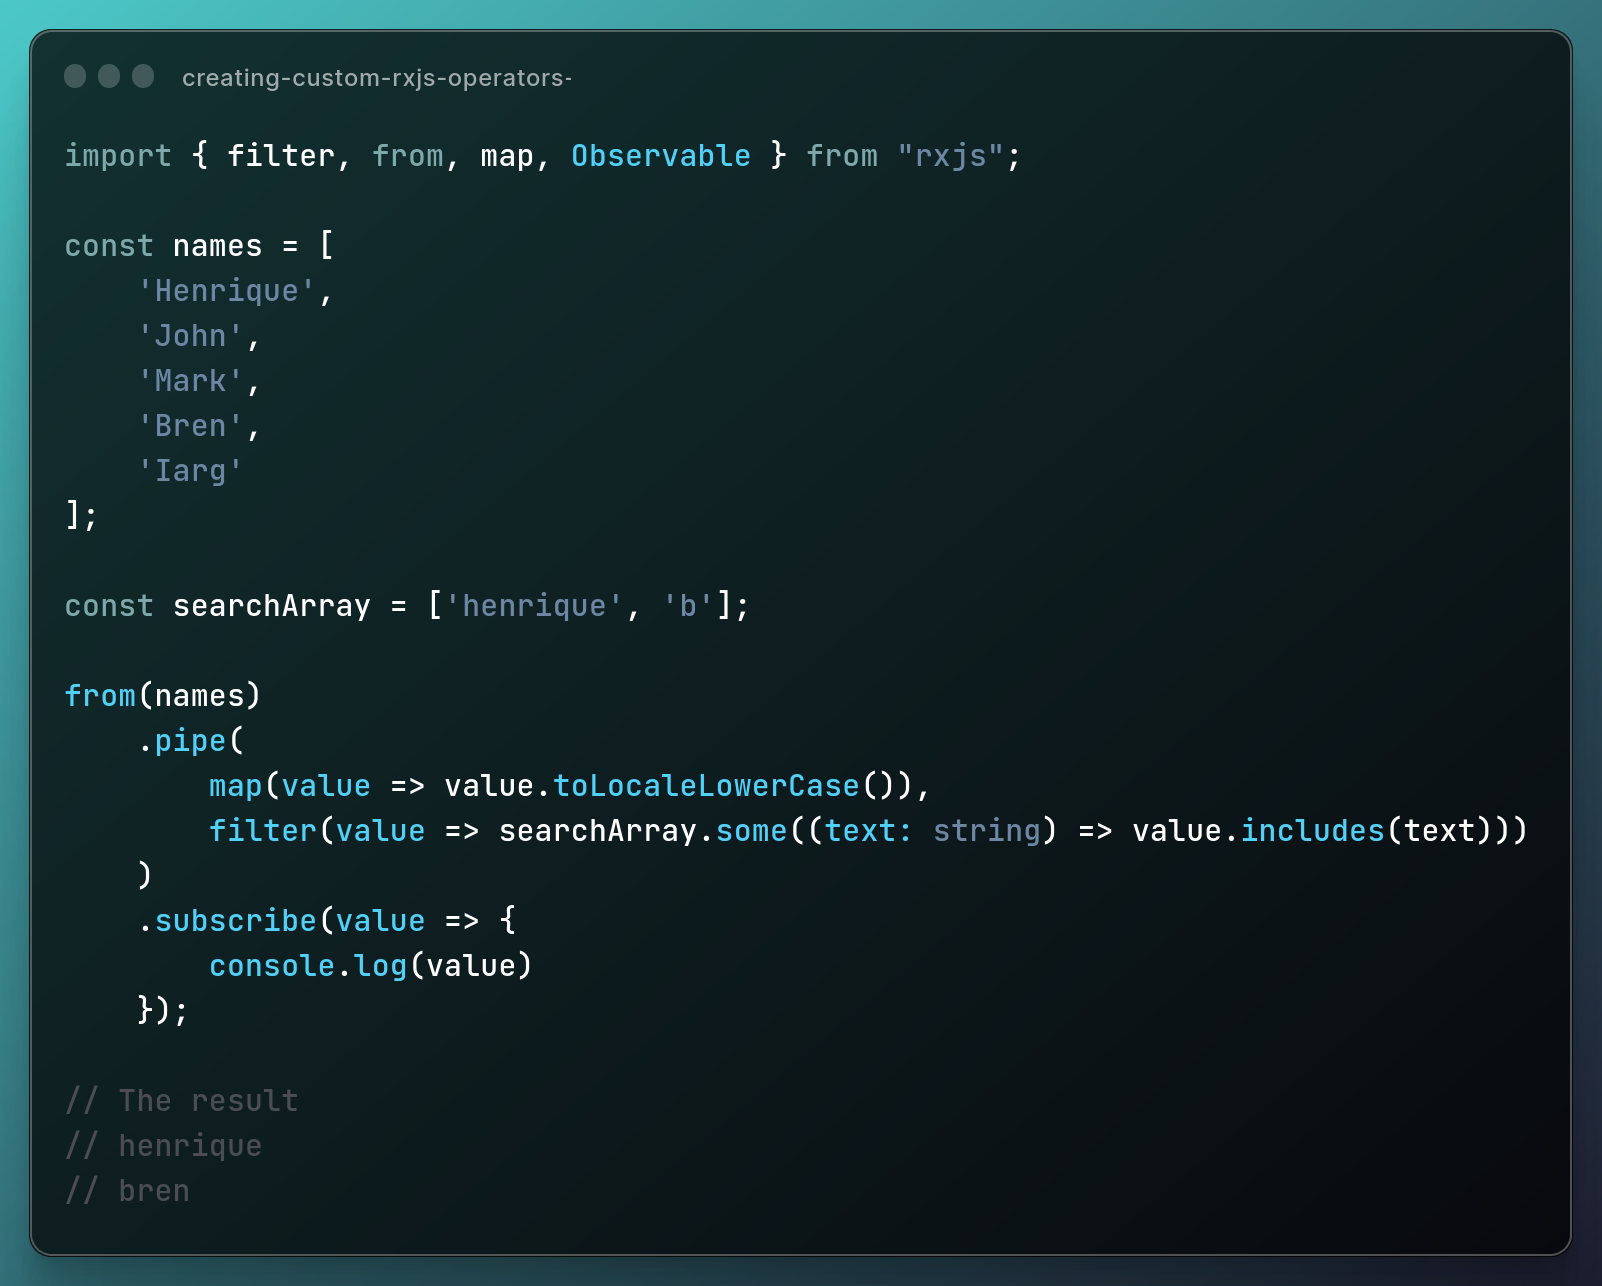 creating-custom-rxjs-operators-
import { filter, from, map, Observable } from "rxjs";
const names = [
    'Henrique',
    'John',
    'Mark',
    'Bren',
    'Iarg'
];
const searchArray = ['henrique', 'b'];
from(names)
    .pipe(
        map(value => value.toLocaleLowerCase()),
        filter(value => searchArray.some((text: string) => value.includes(text)))
    )
    .subscribe(value => {
        console.log(value)
    });
// The result
// henrique
// bren